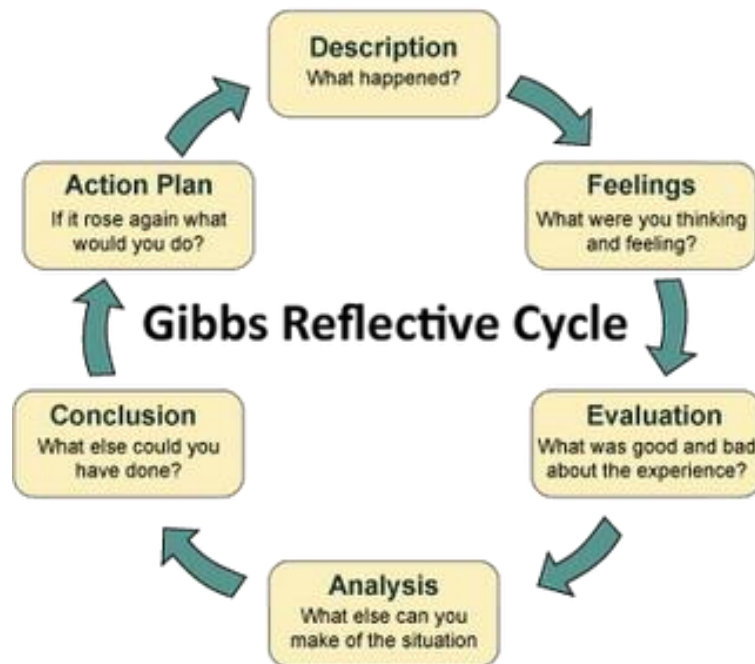 Description
What happened?
Feelings
What were you thinking
and feeling?
Evaluation
What was good and bad
about the experience?
Analysis
What else can you
make of the situation
Conclusion
What else could you
have done?
Action Plan
If it rose again what
would you do?
Gibbs Reflective Cycle